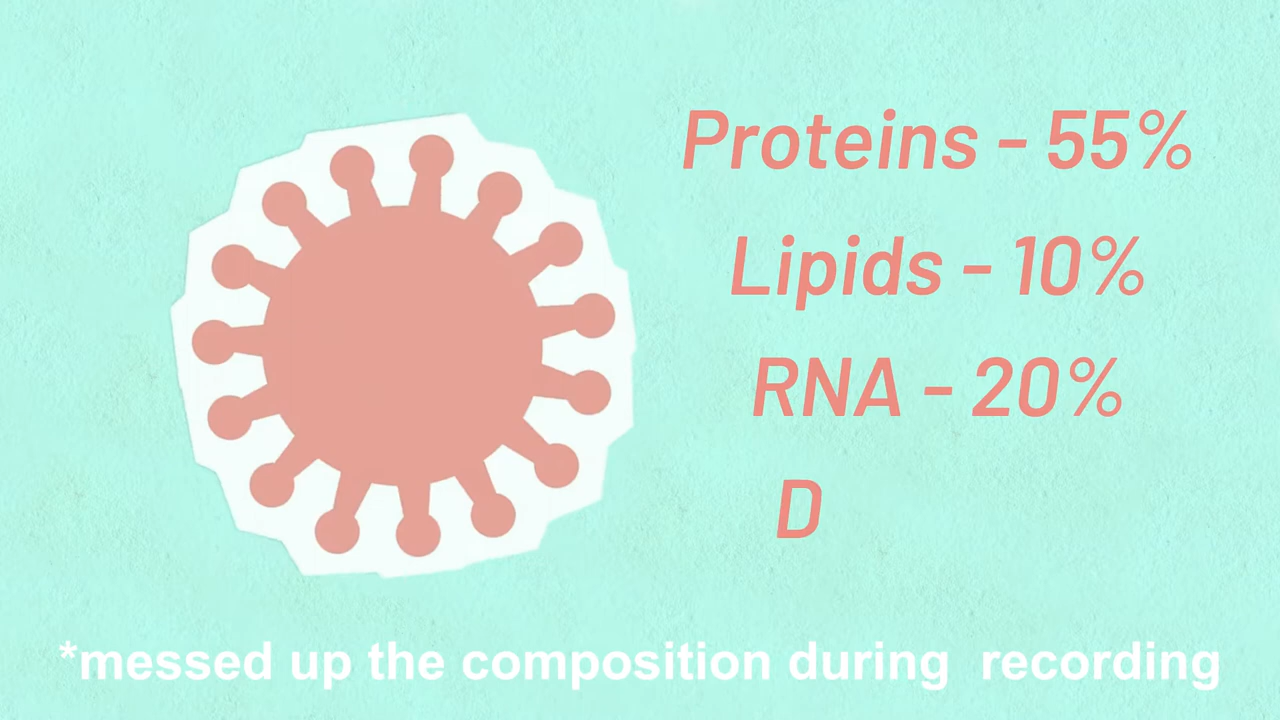 Proteins - 55%
Lipids - 10%
RNA - 20%
D
*messed up the composition during  recording